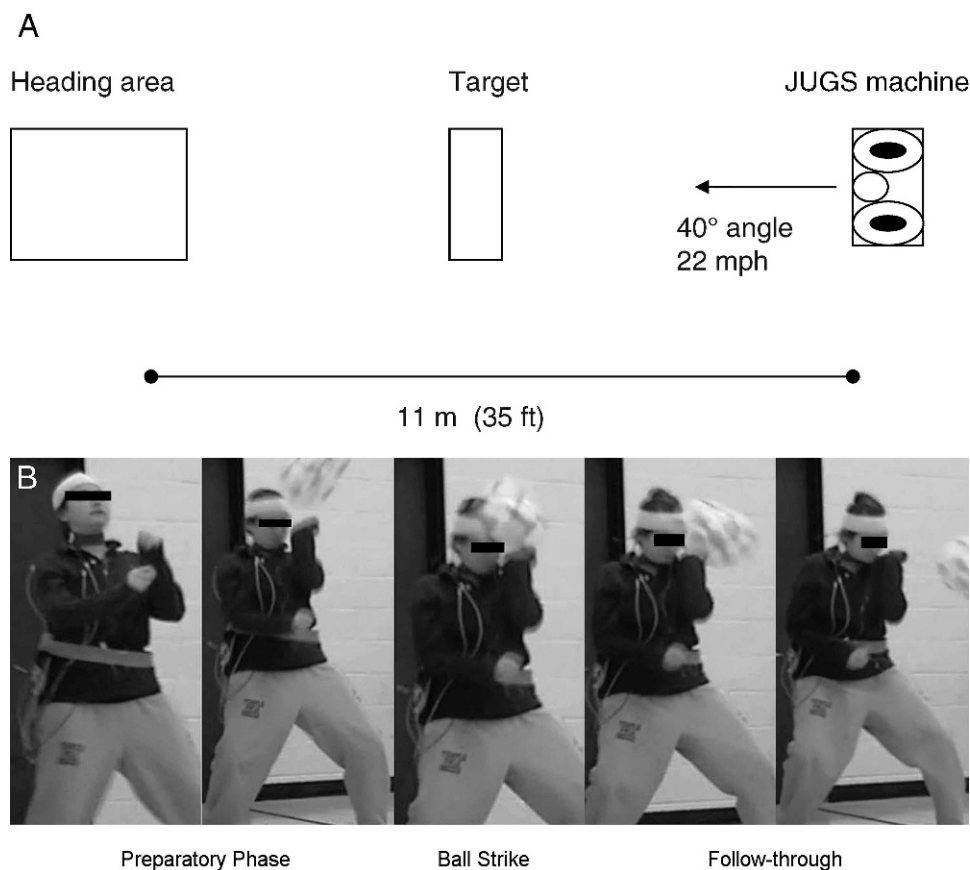 A
Heading area
Target
JUGS machine
40° angle
22 mph
11 m (35 ft)
B
Preparatory Phase
Ball Strike
Follow-through